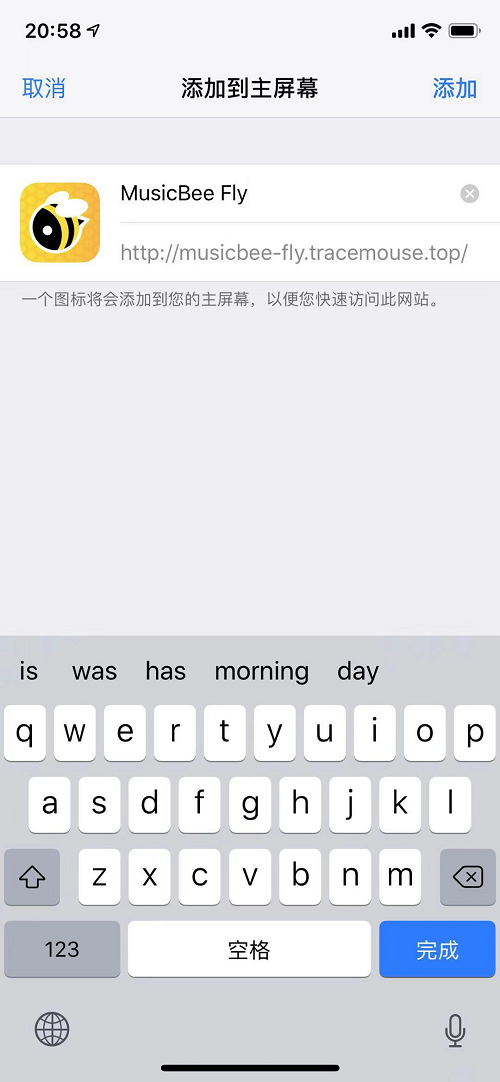 20:58
取消 添加到主屏幕 添加
MusicBee Fly
http://musicbee-fly.tracemouse.top/
一个图标将会添加到您的主屏幕，以便您快速访问此网站。
is was has morning day
q w e r t y u i o p
a s d f g h j k l
z x c v b n m
123 空格 完成